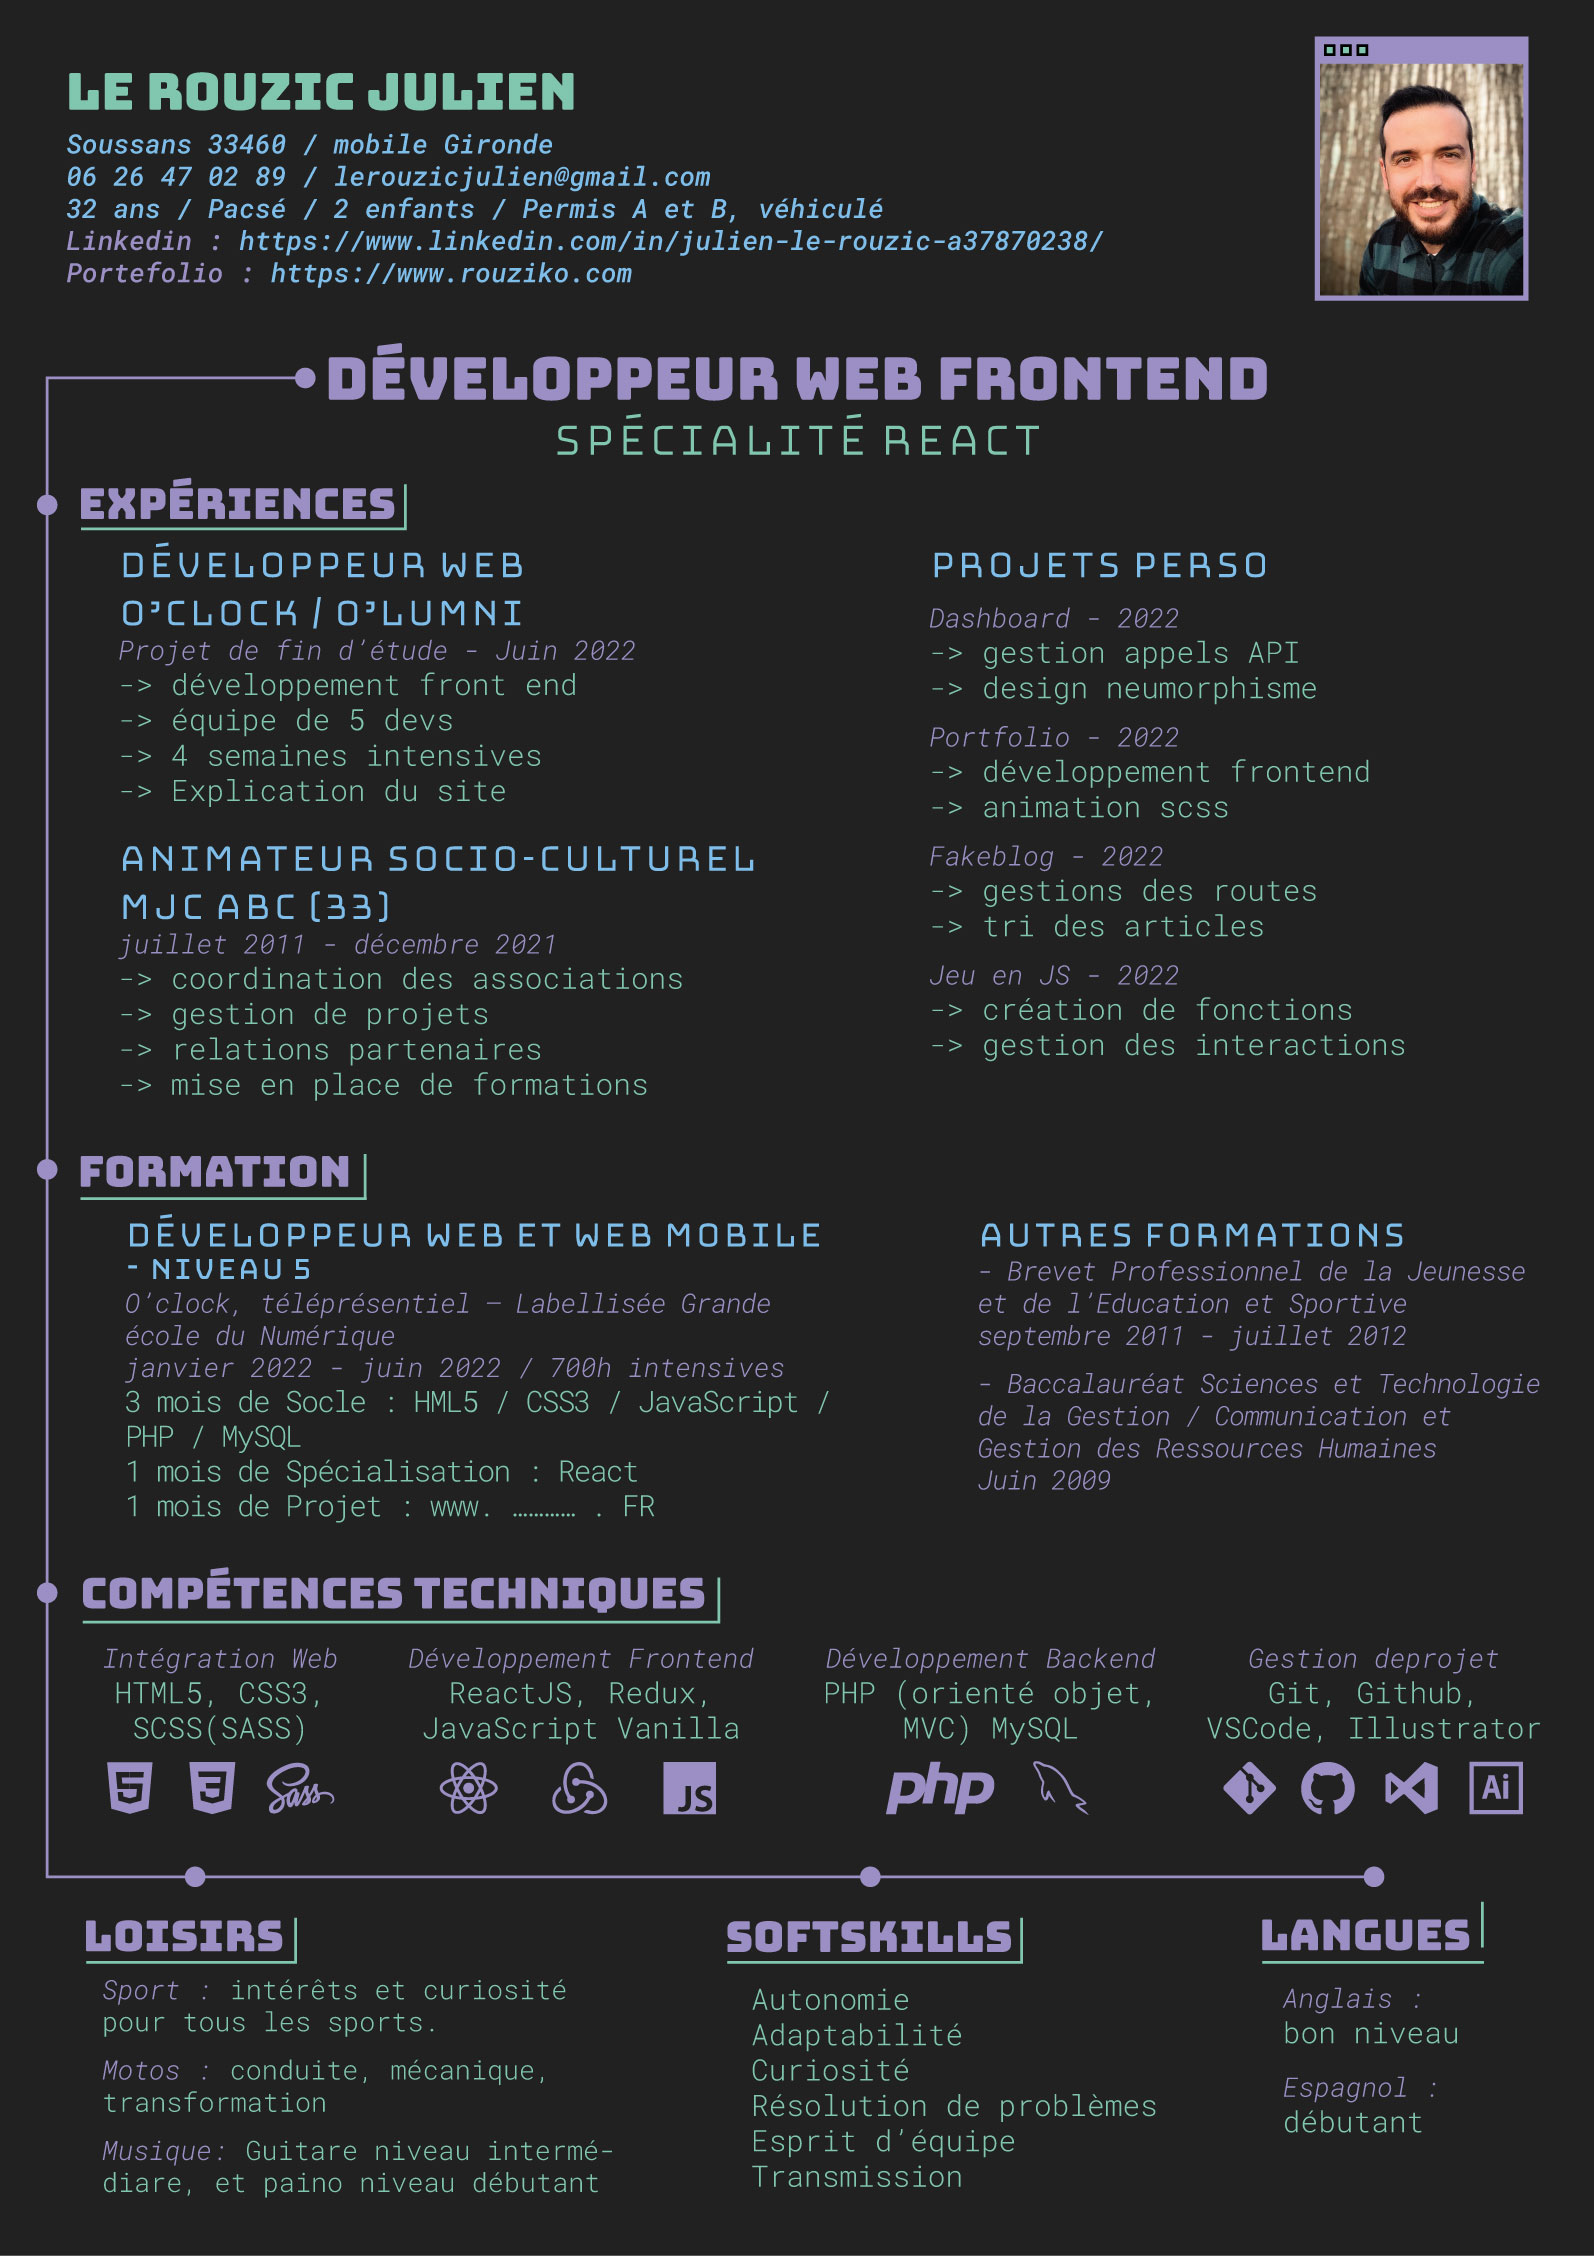 LE ROUZIC JULIEN
Soussans 33460 / mobile Gironde
06 26 47 02 89 / lerouzicjulien@gmail.com
32 ans / Pacsé / 2 enfants / Permis A et B, véhiculé
Linkedin : https://www.linkedin.com/in/julien-le-rouzic-a37870238/
Portefolio : https://www.rouziko.com
DÉVELOPPEUR WEB FRONTEND
SPÉCIALITÉ REACT
EXPÉRIENCES
DÉVELOPPEUR WEB
O'CLOCK / O'LUMNI
Projet de fin d'étude - Juin 2022
-> développement front end
-> équipe de 5 devs
-> 4 semaines intensives
-> Explication du site
ANIMATEUR SOCIO-CULTUREL
MJC ABC (33)
juillet 2011 - décembre 2021
-> coordination des associations
-> gestion de projets
-> relations partenaires
-> mise en place de formations
PROJETS PERSO
Dashboard - 2022
-> gestion appels API
-> design neumorphisme
Portfolio - 2022
-> développement frontend
-> animation scss
Fakeblog - 2022
-> gestions des routes
-> tri des articles
Jeu en JS - 2022
-> création de fonctions
-> gestion des interactions
FORMATION
DÉVELOPPEUR WEB ET WEB MOBILE
- NIVEAU 5
O'clock, téléprésentiel – Labellisée Grande
école du Numérique
janvier 2022 - juin 2022 / 700h intensives
3 mois de Socle : HML5 / CSS3 / JavaScript /
PHP / MySQL
1 mois de Spécialisation : React
1 mois de Projet : www. ………… . FR
AUTRES FORMATIONS
- Brevet Professionnel de la Jeunesse
et de l'Education et Sportive
septembre 2011 - juillet 2012
- Baccalauréat Sciences et Technologie
de la Gestion / Communication et
Gestion des Ressources Humaines
Juin 2009
COMPÉTENCES TECHNIQUES
Intégration Web
HTML5, CSS3,
SCSS(SASS)
5 3 Sass
Développement Frontend
ReactJS, Redux,
JavaScript Vanilla
JS
Développement Backend
PHP (orienté objet,
MVC) MySQL
php
Gestion deprojet
Git, Github,
VSCode, Illustrator
Ai
LOISIRS
Sport : intérêts et curiosité
pour tous les sports.
Motos : conduite, mécanique,
transformation
Musique: Guitare niveau intermé-
diare, et paino niveau débutant
SOFTSKILLS
Autonomie
Adaptabilité
Curiosité
Résolution de problèmes
Esprit d'équipe
Transmission
LANGUES
Anglais :
bon niveau
Espagnol :
débutant